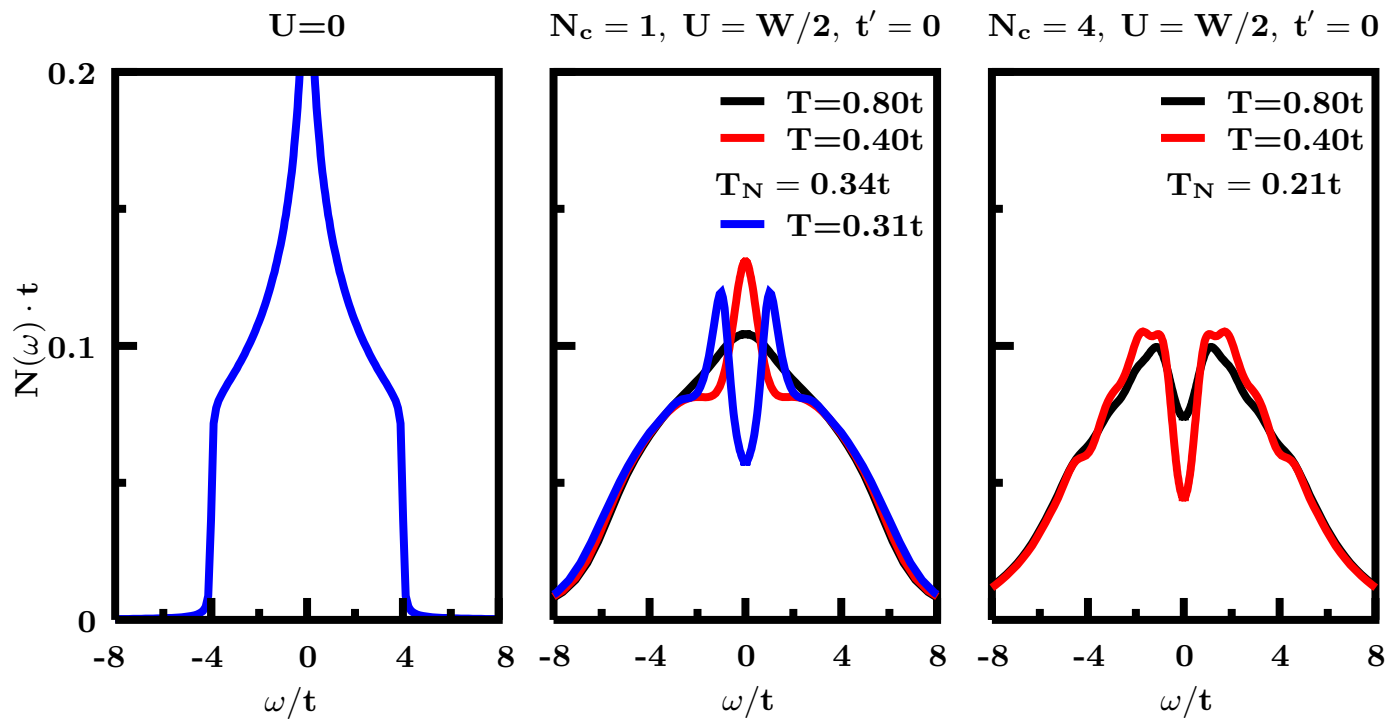 U=0
N_c = 1, U = W/2, t′ = 0
N_c = 4, U = W/2, t′ = 0
N(ω) · t
0.2
0.1
0
T=0.80t
T=0.40t
T_N = 0.34t
T=0.31t
T=0.80t
T=0.40t
T_N = 0.21t
-8 -4 0 4 8
-8 -4 0 4 8
-8 -4 0 4 8
ω/t
ω/t
ω/t